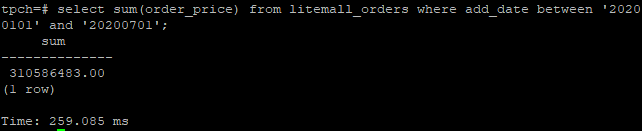 tpch=# select sum(order_price) from litemall_orders where add_date between '2020
0101' and '20200701';
sum
--------------
310586483.00
(1 row)
Time: 259.085 ms